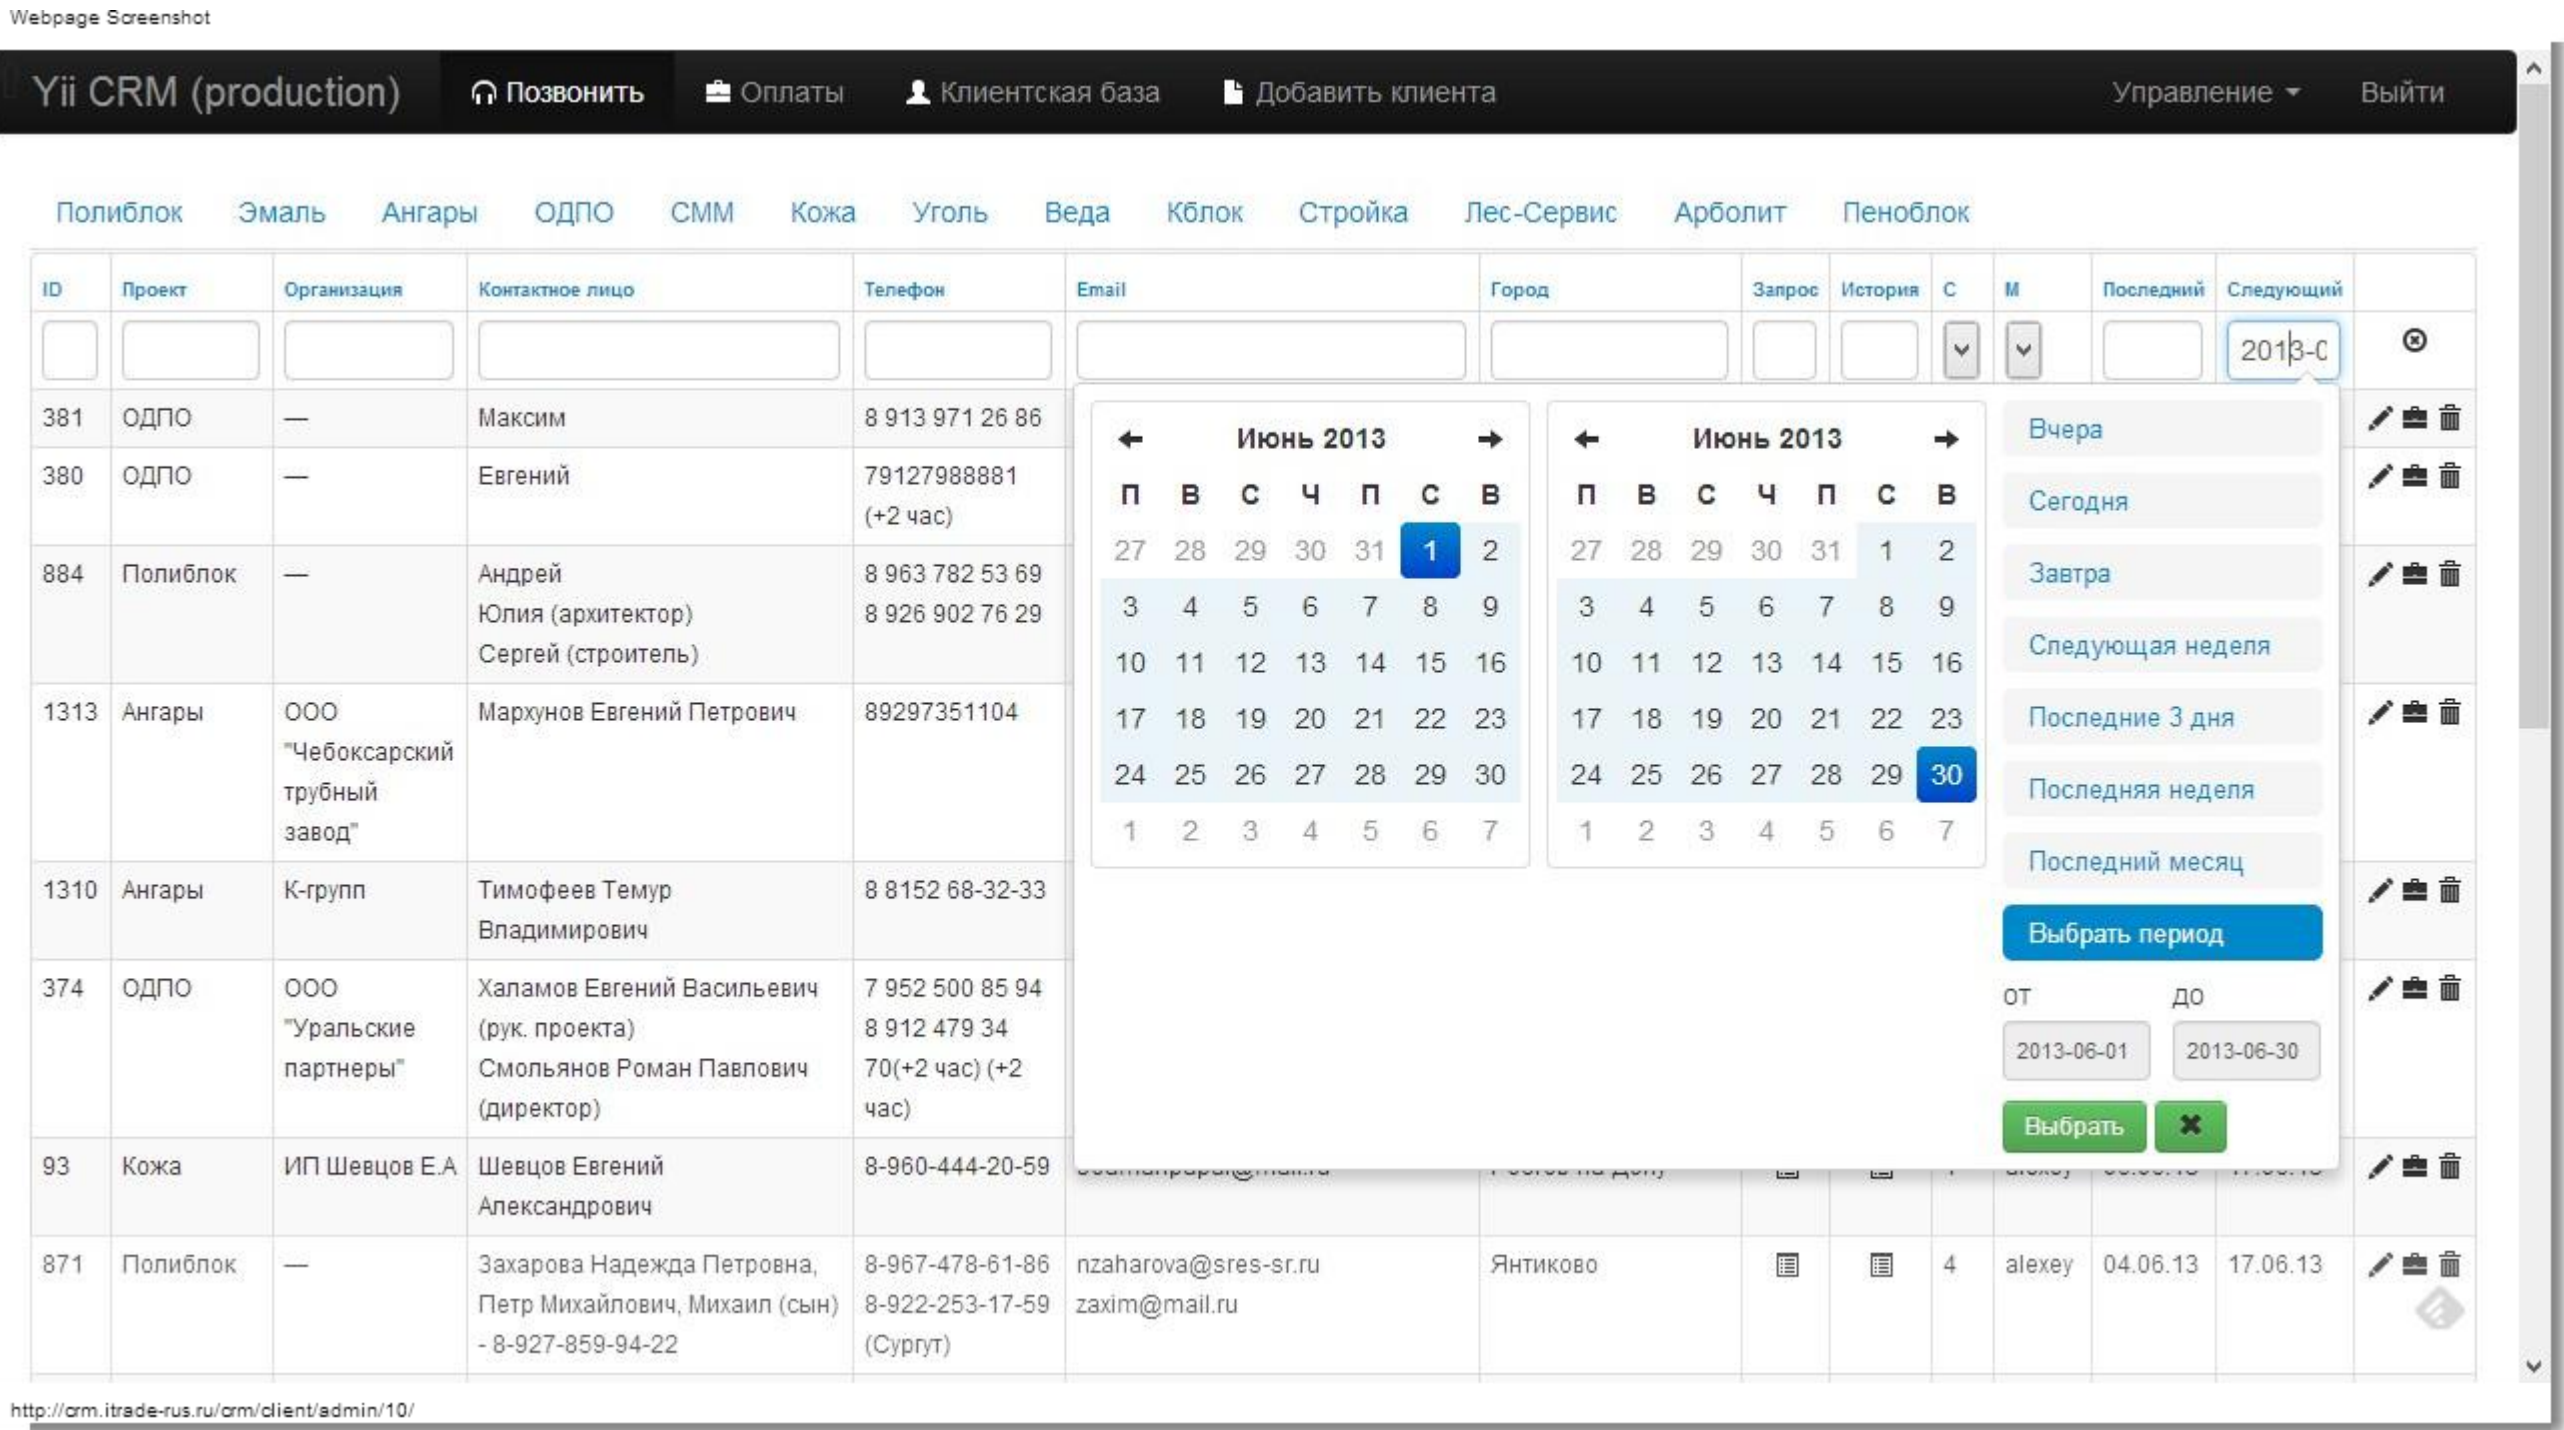 Webpage Screenshot
Yii CRM (production) Позвонить Оплаты Клиентская база Добавить клиента Управление Выйти
Полиблок Эмаль Ангары ОДПО СММ Кожа Уголь Веда Кблок Стройка Лес-Сервис Арболит Пеноблок
ID Проект Организация Контактное лицо Телефон Email Город Запрос История С М Последний Следующий
2013-0
381 ОДПО — Максим 8 913 971 26 86
380 ОДПО — Евгений 79127988881
(+2 час)
884 Полиблок — Андрей 8 963 782 53 69
Юлия (архитектор) 8 926 902 76 29
Сергей (строитель)
1313 Ангары ООО Мархунов Евгений Петрович 89297351104
"Чебоксарский
трубный
завод"
1310 Ангары К-групп Тимофеев Темур 8 8152 68-32-33
Владимирович
374 ОДПО ООО Халамов Евгений Васильевич 7 952 500 85 94
"Уральские (рук. проекта) 8 912 479 34
партнеры" Смольянов Роман Павлович 70(+2 час) (+2
(директор) час)
93 Кожа ИП Шевцов Е.А Шевцов Евгений 8-960-444-20-59
Александрович
871 Полиблок — Захарова Надежда Петровна, 8-967-478-61-86 nzaharova@sres-sr.ru Янтиково 4 alexey 04.06.13 17.06.13
Петр Михайлович, Михаил (сын) 8-922-253-17-59 zaxim@mail.ru
- 8-927-859-94-22 (Сургут)
Июнь 2013
П В С Ч П С В
27 28 29 30 31 1 2
3 4 5 6 7 8 9
10 11 12 13 14 15 16
17 18 19 20 21 22 23
24 25 26 27 28 29 30
1 2 3 4 5 6 7
Июнь 2013
П В С Ч П С В
27 28 29 30 31 1 2
3 4 5 6 7 8 9
10 11 12 13 14 15 16
17 18 19 20 21 22 23
24 25 26 27 28 29 30
1 2 3 4 5 6 7
Вчера
Сегодня
Завтра
Следующая неделя
Последние 3 дня
Последняя неделя
Последний месяц
Выбрать период
ОТ ДО
2013-06-01 2013-06-30
Выбрать
http://crm.itrade-rus.ru/crm/client/admin/10/